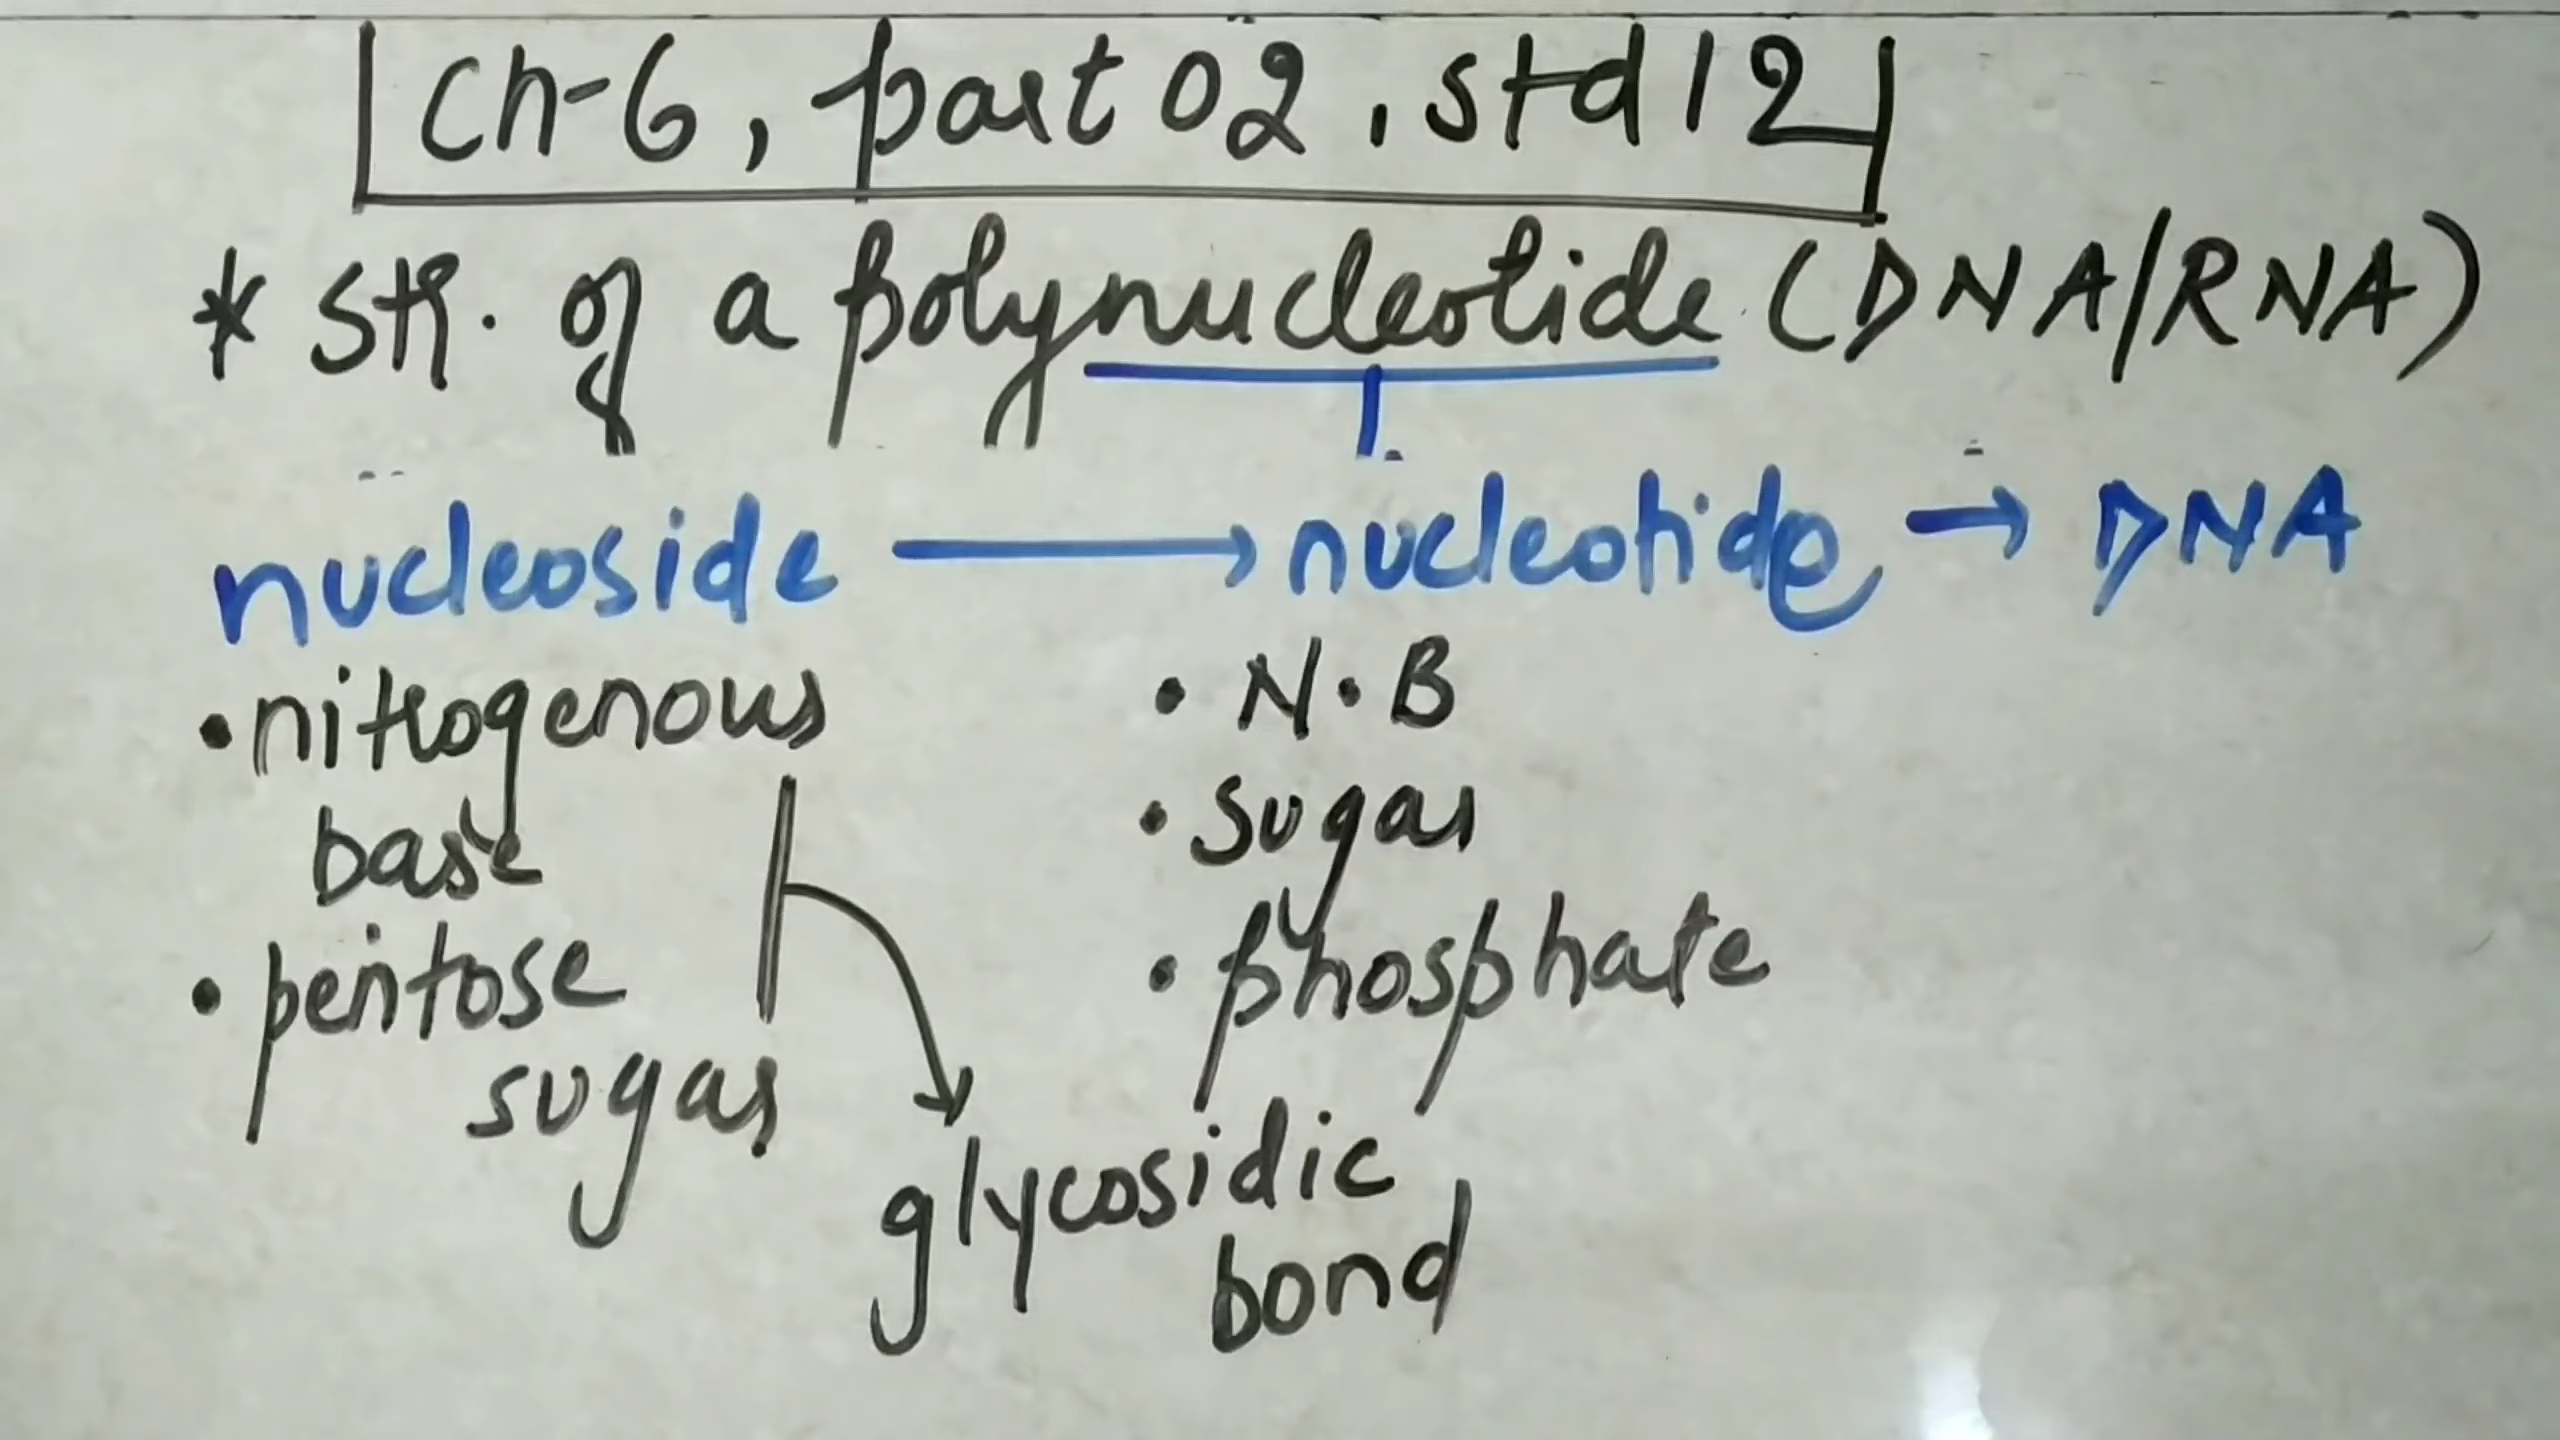 Ch-6, part 02, std 12
* Str. of a polynucleotide (DNA/RNA)
nucleoside → nucleotide → DNA
• nitrogenous
base
• pentose
sugar
• N.B
• Sugar
• phosphate
glycosidic
bond